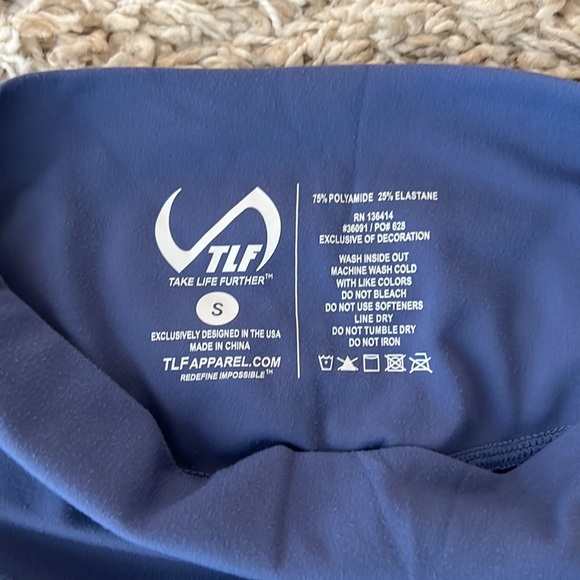 TLF
TAKE LIFE FURTHER™
S
EXCLUSIVELY DESIGNED IN THE USA
MADE IN CHINA
TLFAPPAREL.COM
REDEFINE IMPOSSIBLE™
75% POLYAMIDE 25% ELASTANE
RN 136414
#36091 / PO# 628
EXCLUSIVE OF DECORATION
WASH INSIDE OUT
MACHINE WASH COLD
WITH LIKE COLORS
DO NOT BLEACH
DO NOT USE SOFTENERS
LINE DRY
DO NOT TUMBLE DRY
DO NOT IRON